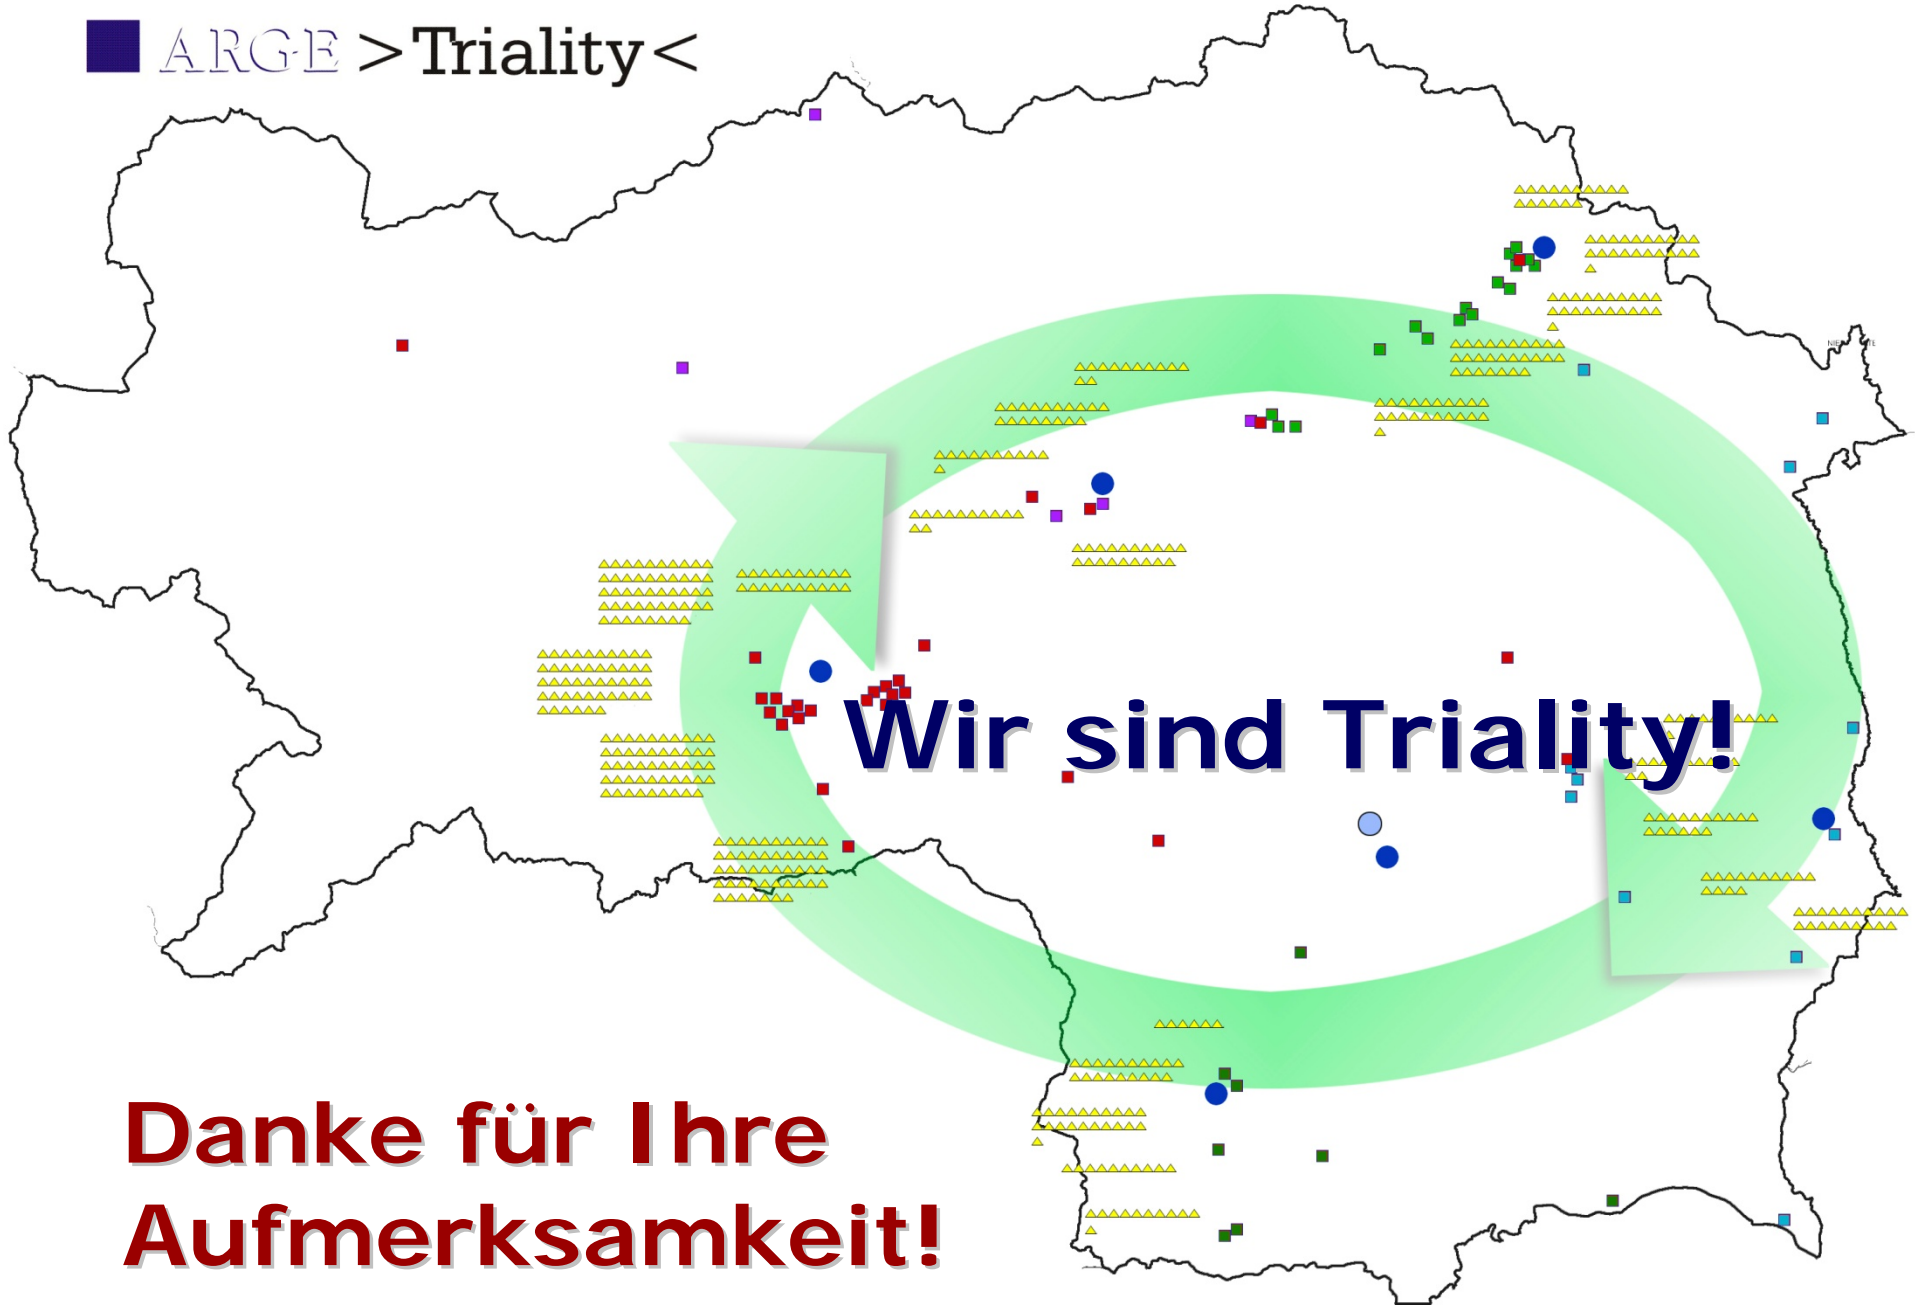 ARGE >Triality<
Wir sind Triality!
Danke für Ihre
Aufmerksamkeit!